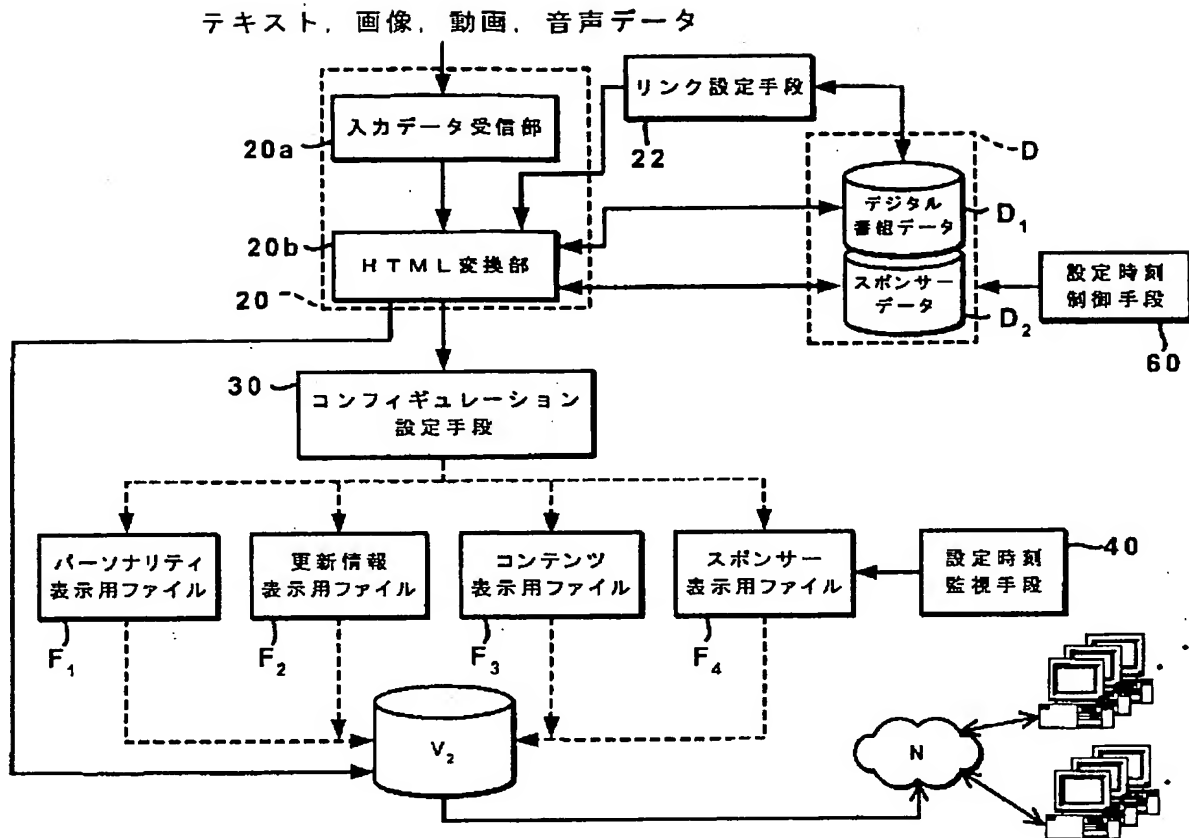 テキスト, 画像, 動画, 音声データ
入力データ受信部
20a
リンク設定手段
22
D
デジタル
番組データ
D₁
20b
HTML変換部
20
スポンサー
データ
D₂
設定時刻
制御手段
60
30
コンフィギュレーション
設定手段
パーソナリティ
表示用ファイル
F₁
更新情報
表示用ファイル
F₂
コンテンツ
表示用ファイル
F₃
スポンサー
表示用ファイル
F₄
設定時刻
監視手段
40
V₂
N